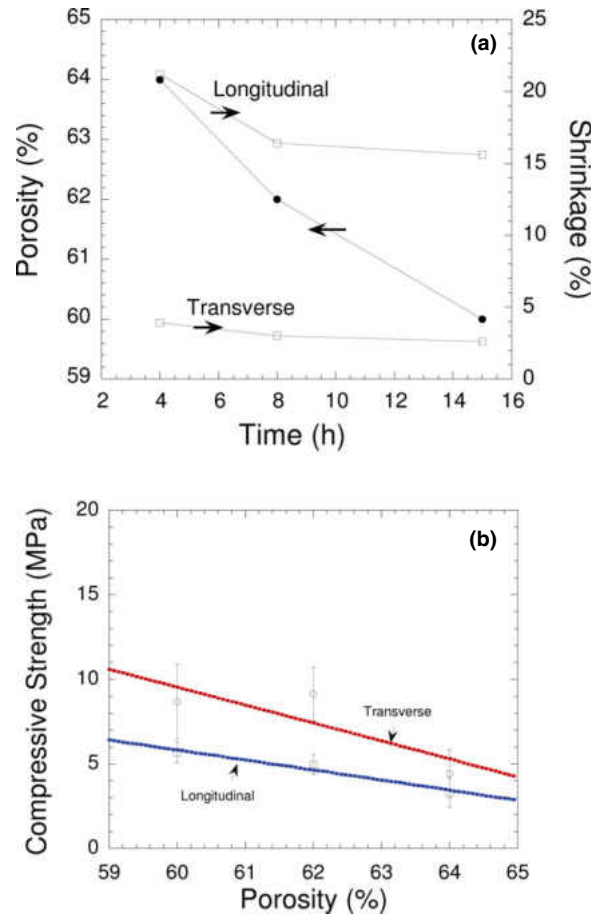 (a)
65
64
63
62
61
60
59
Porosity (%)
25
20
15
10
5
0
Shrinkage (%)
Longitudinal
Transverse
2 4 6 8 10 12 14 16
Time (h)
(b)
20
15
10
5
0
Compressive Strength (MPa)
Transverse
Longitudinal
59 60 61 62 63 64 65
Porosity (%)